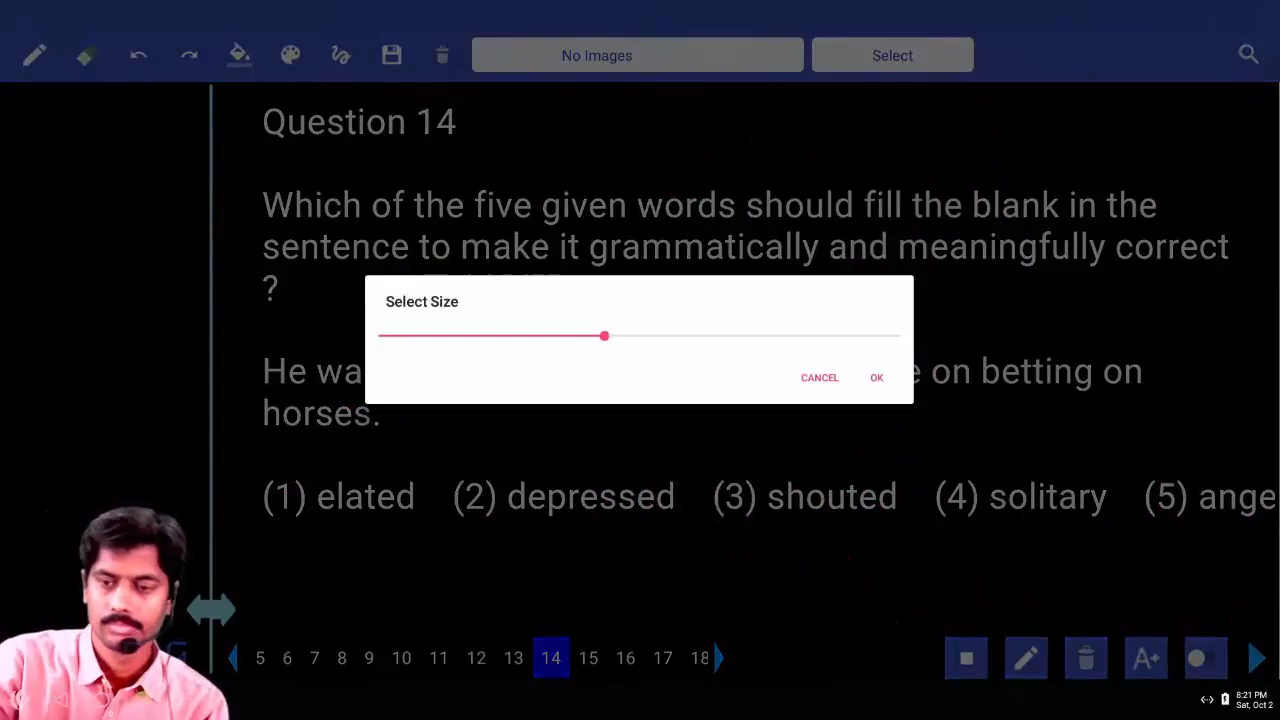 No Images
Select
Question 14
Which of the five given words should fill the blank in the
sentence to make it grammatically and meaningfully correct
?
Select Size
CANCEL
OK
He wa
e on betting on
horses.
(1) elated (2) depressed (3) shouted (4) solitary (5) ange
5 6 7 8 9 10 11 12 13 14 15 16 17 18
A+
8:21 PM
Sat, Oct 2